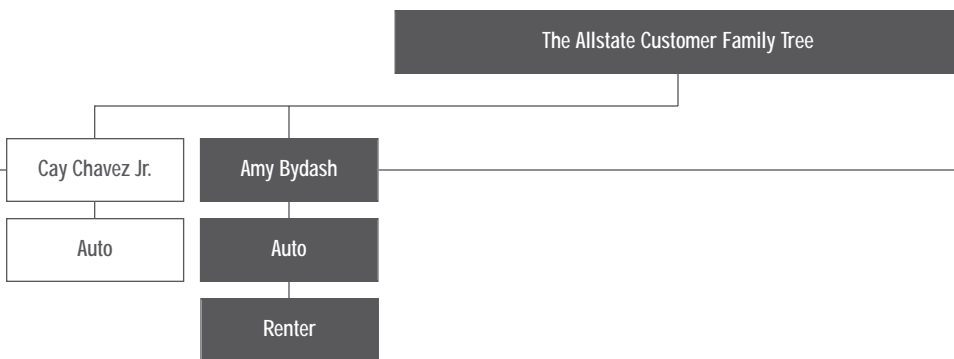 The Allstate Customer Family Tree
Cay Chavez Jr.
Amy Bydash
Auto
Auto
Renter